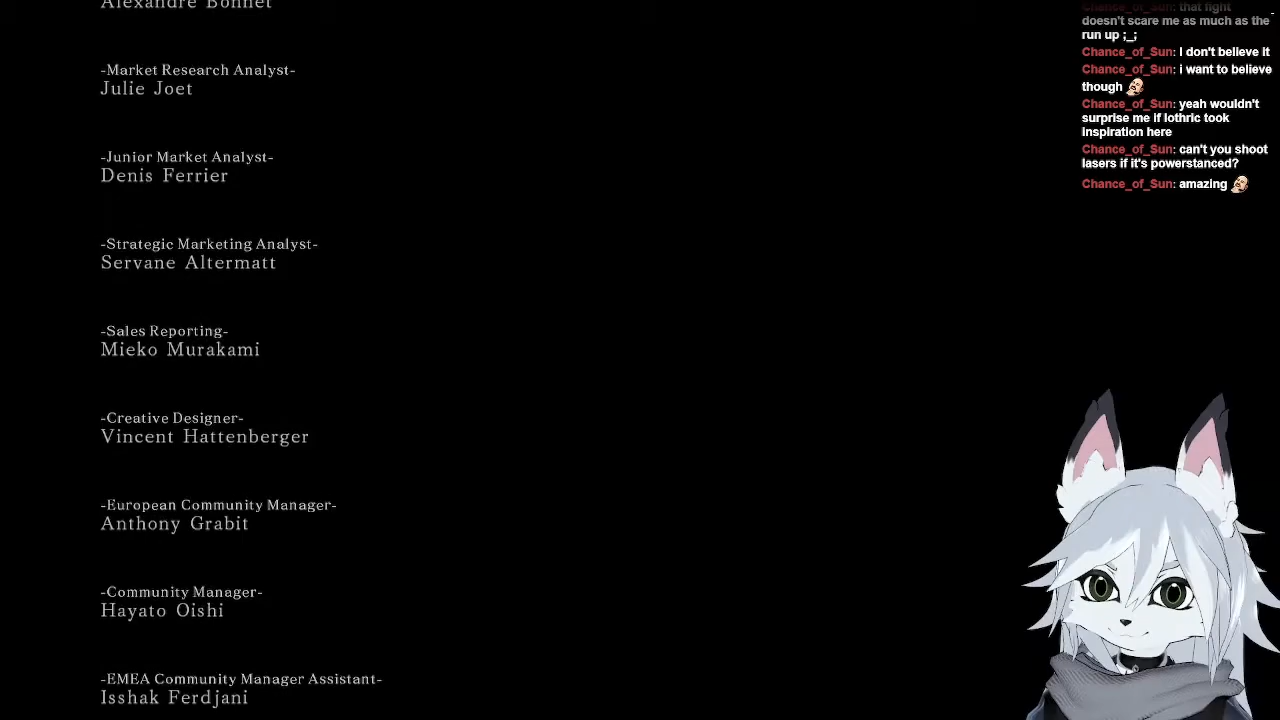 Alexandre Bonnet
-Market Research Analyst-
Julie Joet
-Junior Market Analyst-
Denis Ferrier
-Strategic Marketing Analyst-
Servane Altermatt
-Sales Reporting-
Mieko Murakami
-Creative Designer-
Vincent Hattenberger
-European Community Manager-
Anthony Grabit
-Community Manager-
Hayato Oishi
-EMEA Community Manager Assistant-
Isshak Ferdjani
Chance_of_Sun: that fight
doesn't scare me as much as the
run up ;_;
Chance_of_Sun: I don't believe it
Chance_of_Sun: i want to believe
though
Chance_of_Sun: yeah wouldn't
surprise me if lothric took
inspiration here
Chance_of_Sun: can't you shoot
lasers if it's powerstanced?
Chance_of_Sun: amazing